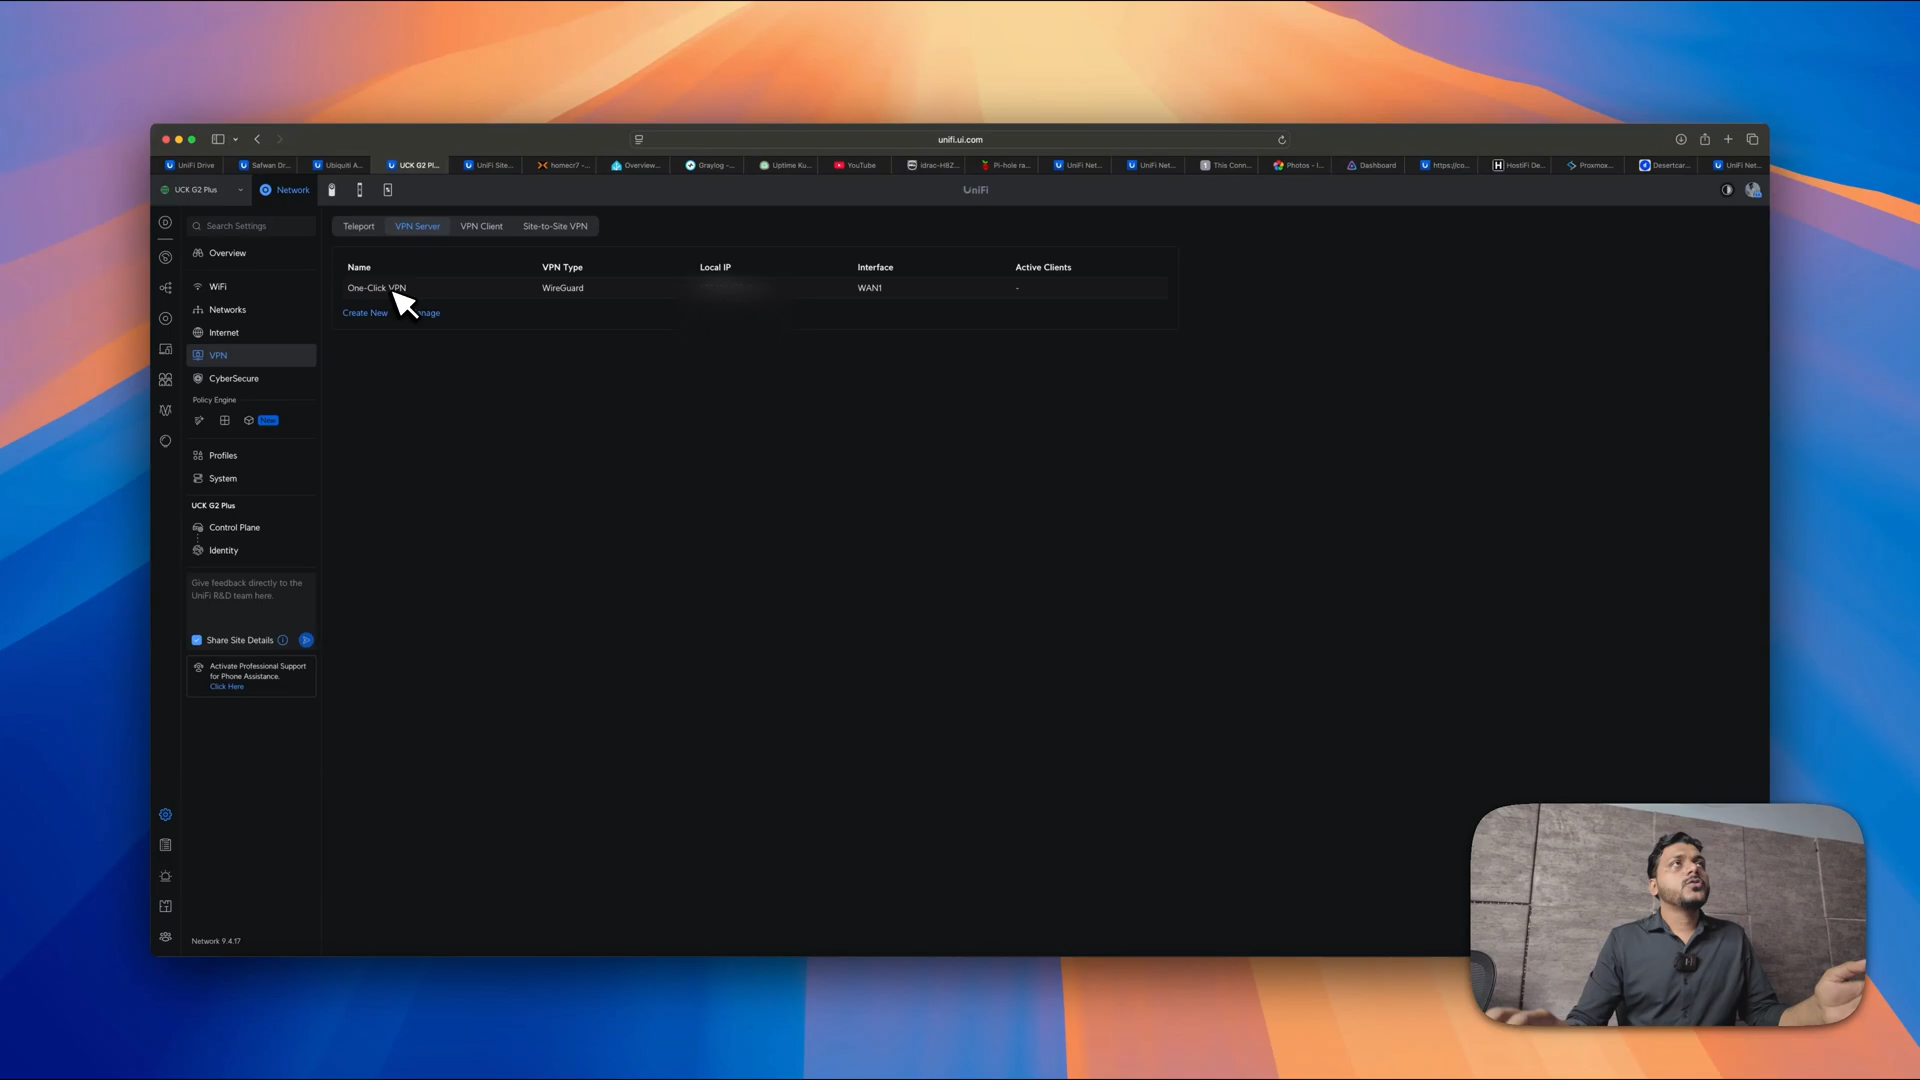 unifi.ui.com
UniFi Drive
Safwan Dr...
Ubiquiti A...
UCK G2 Pl...
UniFi Site...
homecr7 -...
Overview...
Graylog -...
Uptime Ku...
YouTube
idrac-H8Z...
Pi-hole ra...
UniFi Net...
UniFi Net...
This Conn...
Photos - I...
Dashboard
https://co...
HostiFi De...
Proxmox...
Desertcar...
UniFi Net...
UCK G2 Plus
Network
UniFi
Search Settings
Overview
WiFi
Networks
Internet
VPN
CyberSecure
Policy Engine
New
Profiles
System
UCK G2 Plus
Control Plane
Identity
Give feedback directly to the
UniFi R&D team here.
Share Site Details
Activate Professional Support
for Phone Assistance.
Click Here
Network 9.4.17
Teleport
VPN Server
VPN Client
Site-to-Site VPN
Name VPN Type Local IP Interface Active Clients
One-Click VPN WireGuard WAN1 -
Create New